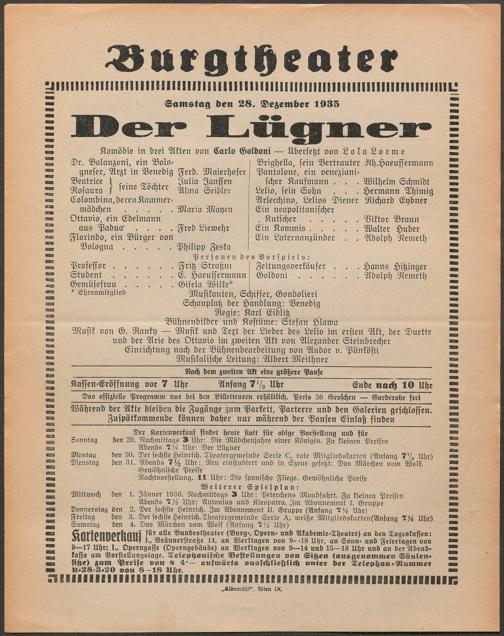 Burgtheater
Samstag den 28. Dezember 1935
Der Lügner
Komödie in drei Akten von Carlo Goldoni — Übersetzt von Lola Lorme
Dr. Balanzoni, ein Bolo-
gneser, Arzt in Venedig Ferd. Maierhofer
Beatrice } seine Töchter Julia Janssen
Rosaura } Alma Seidler
Colombina, deren Kammer-
mädchen . . . . . Maria Mayen
Ottavio, ein Edelmann
aus Padua . . . . Fred Liewehr
Florindo, ein Bürger von
Bologna . . . . . Philipp Zeska
Brighella, sein Vertrauter Ph. Haeussermann
Pantalone, ein veneziani-
scher Kaufmann . . . Wilhelm Schmidt
Lelio, sein Sohn . . . . Hermann Thimig
Arlecchino, Lelios Diener Richard Eybner
Ein neapolitanischer
Kutscher . . . . . Viktor Braun
Ein Kommis . . . . . Walter Huber
Ein Laternanzünder . . . Adolph Nemeth
Personen des Vorspiels:
Professor . . . . . Fritz Straßni
Student . . . . . E. Haeussermann
Gemüsefrau . . . . . Gisela Wilke*
* Ehrenmitglied
Zeitungsverkäufer . . . Hanns Hitzinger
Goldoni . . . . . Adolph Nemeth
Musikanten, Schiffer, Gondolieri
Schauplatz der Handlung: Venedig
Regie: Karl Eidlitz
Bühnenbilder und Kostüme: Stefan Hlawa
Musik von G. Ranky — Musik und Text der Lieder des Lelio im ersten Akt, der Duette
und der Arie des Ottavio im zweiten Akt von Alexander Steinbrecher
Einrichtung nach der Bühnenbearbeitung von Andor v. Pünkösti
Musikalische Leitung: Albert Meithner
Nach dem zweiten Akt eine größere Pause
Kassen-Eröffnung vor 7 Uhr Anfang 7½ Uhr Ende nach 10 Uhr
Das offizielle Programm nur bei den Billetteuren erhältlich. Preis 50 Groschen — Garderobe frei
Während der Akte bleiben die Zugänge zum Parkett, Parterre und den Galerien geschlossen.
Zuspätkommende können daher nur während der Pausen Einlaß finden
Der Kartenverkauf findet heute statt für obige Vorstellung und für
Sonntag den 29. Nachmittags 3 Uhr: Die Mädchenjahre einer Königin. Zu kleinen Preisen
Abends 7½ Uhr: Der Lügner
Montag den 30. Der sechste Heinrich. Theatergemeinde Serie C, rote Mitgliedskarten (Anfang 7½ Uhr)
Dienstag den 31. Abends 7½ Uhr: Neu einstudiert und in Szene gesetzt: Das Märchen vom Wolf.
Gewöhnliche Preise
Nachtvorstellung. 11 Uhr: Die spanische Fliege. Gewöhnliche Preise
Weiterer Spielplan:
Mittwoch den 1. Jänner 1936. Nachmittags 3 Uhr: Peterchens Mondfahrt. Zu kleinen Preisen
Abends 7½ Uhr: Antonius und Kleopatra. Im Abonnement I. Gruppe
Donnerstag den 2. Der sechste Heinrich. Im Abonnement II. Gruppe (Anfang 7½ Uhr)
Freitag den 3. Der sechste Heinrich. Theatergemeinde Serie A, weiße Mitgliedskarten (Anfang 7½ Uhr)
Samstag den 4. Das Märchen vom Wolf (Anfang 7½ Uhr)
Kartenverkauf für alle Bundestheater (Burg-, Opern- und Akademie-Theater) an den Tageskassen:
I., Bräunerstraße 14, an Werktagen von 9-18 Uhr, an Sonn- und Feiertagen von
9—17 Uhr; I., Operngasse (Operngebäude) an Werktagen von 9—14 und 15—18 Uhr und an der Abend-
kassa am Vorstellungstage. Telephonische Bestellungen von Sitzen (ausgenommen Säulen-
sitze) zum Preise von S 4·— aufwärts ausschließlich unter der Telephon-Nummer
R-28-3-20 von 8—18 Uhr.
„Elbemühl“, Wien IX.